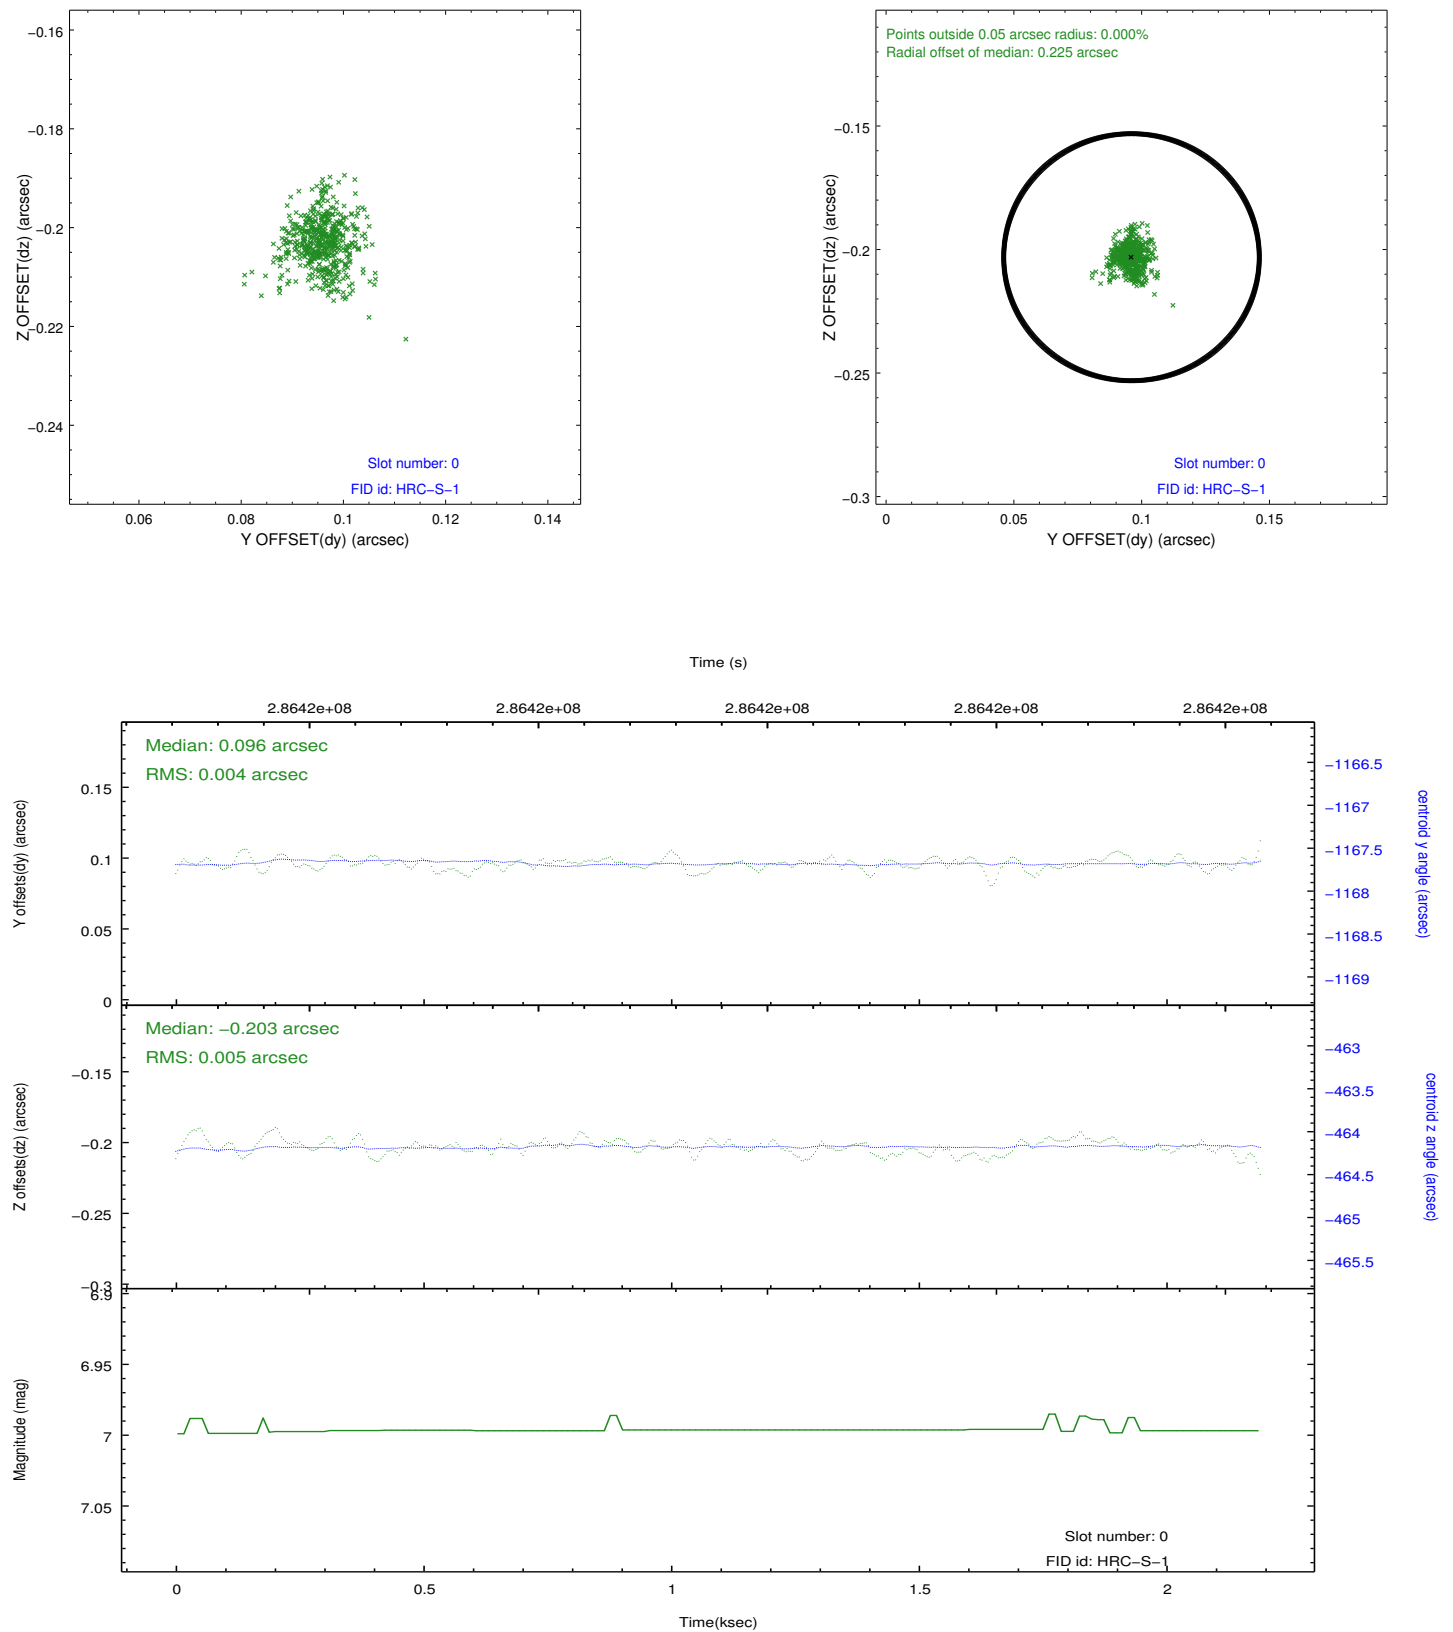 −0.16
−0.18
−0.2
−0.22
−0.24
Z OFFSET(dz) (arcsec)
Slot number: 0
FID id: HRC−S−1
0.06
0.08
0.1
0.12
0.14
Y OFFSET(dy) (arcsec)
Points outside 0.05 arcsec radius: 0.000%
Radial offset of median: 0.225 arcsec
−0.15
−0.2
−0.25
−0.3
Z OFFSET(dz) (arcsec)
Slot number: 0
FID id: HRC−S−1
0
0.05
0.1
0.15
Y OFFSET(dy) (arcsec)
Time (s)
2.8642e+08
2.8642e+08
2.8642e+08
2.8642e+08
2.8642e+08
Median: 0.096 arcsec
RMS: 0.004 arcsec
0.15
0.1
0.05
0
Y offsets(dy) (arcsec)
−1166.5
−1167
−1167.5
−1168
−1168.5
−1169
centroid y angle (arcsec)
Median: −0.203 arcsec
RMS: 0.005 arcsec
−0.15
−0.2
−0.25
−0.3
Z offsets(dz) (arcsec)
−463
−463.5
−464
−464.5
−465
−465.5
centroid z angle (arcsec)
6.9
6.95
7
7.05
Magnitude (mag)
Slot number: 0
FID id: HRC−S−1
0
0.5
1
1.5
2
Time(ksec)